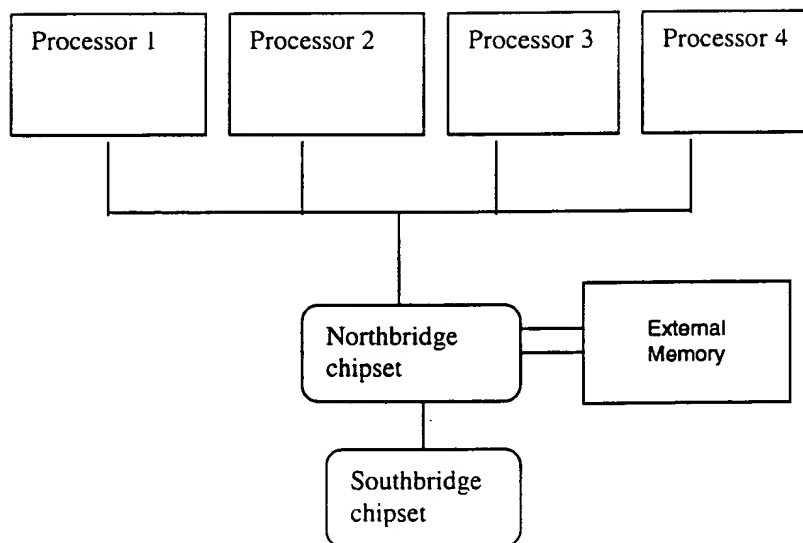 Processor 1
Processor 2
Processor 3
Processor 4
Northbridge
chipset
External
Memory
Southbridge
chipset